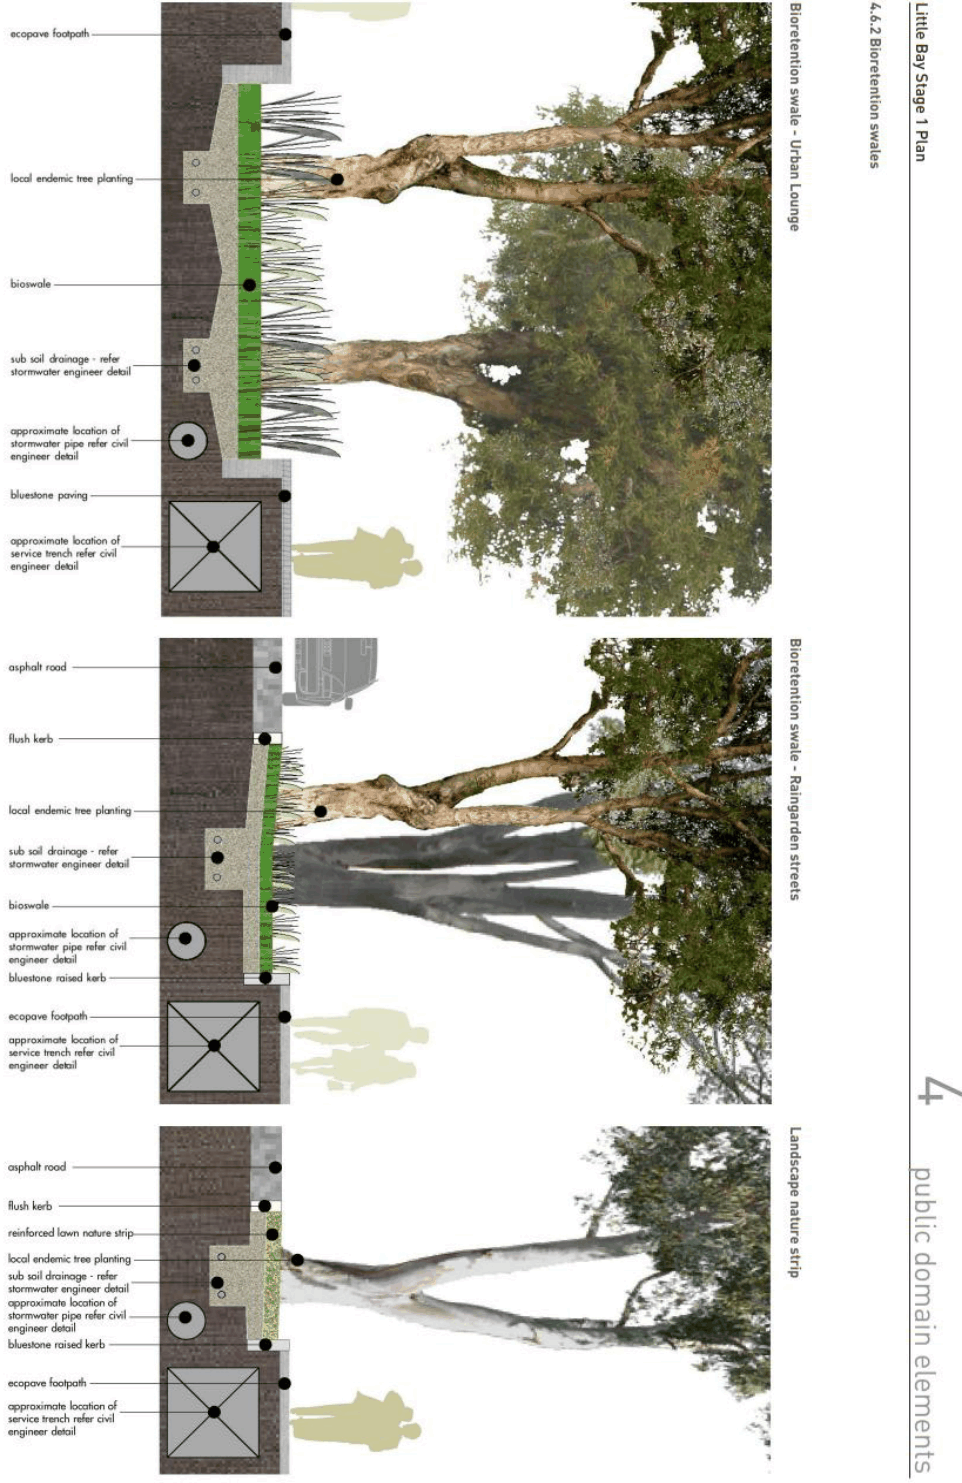 Little Bay Stage 1 Plan
4 public domain elements
4.6.2 Bioretention swales
Bioretention swale - Urban Lounge
ecopave footpath
local endemic tree planting
bioswale
sub soil drainage - refer
stormwater engineer detail
approximate location of
stormwater pipe refer civil
engineer detail
bluestone paving
approximate location of
service trench refer civil
engineer detail
Bioretention swale - Raingarden streets
asphalt road
flush kerb
local endemic tree planting
sub soil drainage - refer
stormwater engineer detail
bioswale
approximate location of
stormwater pipe refer civil
engineer detail
bluestone raised kerb
ecopave footpath
approximate location of
service trench refer civil
engineer detail
Landscape nature strip
asphalt road
flush kerb
reinforced lawn nature strip
local endemic tree planting
sub soil drainage - refer
stormwater engineer detail
approximate location of
stormwater pipe refer civil
engineer detail
bluestone raised kerb
ecopave footpath
approximate location of
service trench refer civil
engineer detail